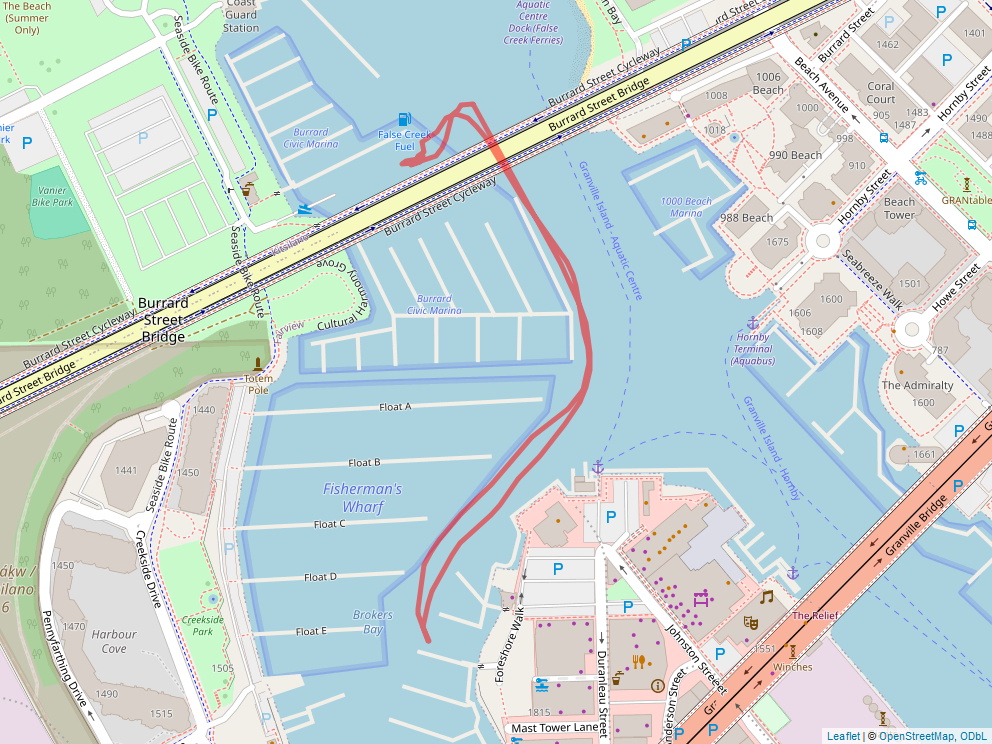 The Beach
(Summer
Only)
Coast
Guard
Station
Aquatic
Centre
Dock (False
Creek Ferries)
Seaside Bike Route
P
Burrard
Civic Marina
False Creek
Fuel
Burrard Street Cycleway
Burrard Street Bridge
Burrard Street
1462
1401
P
P
P
1006
Beach
Beach Avenue
Coral
Court
905
1483
1487
1490
1488
Hornby Street
1008
1018
1000
998
990 Beach
910
P
P
Vanier
Bike Park
Burrard Street Cycleway
Granville Island - Aquatic Centre
1000 Beach
Marina
988 Beach
Hornby Street
Beach
Tower
GRANtable
1675
Seabreeze Walk
1501
Howe Street
Kitsilano
Seaside Bike Route
Harmony Grove
Cultural
Fairview
Burrard
Street
Bridge
Burrard Street Cycleway
Burrard
Civic Marina
1600
1606
1608
Hornby
Terminal
(Aquabus)
787
The Admiralty
1600
Totem
Pole
1440
Float A
1441
1450
Seaside Bike Route
Float B
Fisherman's
Wharf
Float C
Granville Island - Hornby
1661
P
P
P
Granville Bridge
Creekside Drive
P
1450
Float D
P
P
Creekside
Park
Brokers
Bay
Float E
1470
Harbour
Cove
Pennyfarthing Drive
1505
1490
1515
P
Foreshore Walk
Duranleau Street
Johnston Street
The Relief
1551
Winches
P
1815
Mast Tower Lane
Anderson Street
P
P
Leaflet | © OpenStreetMap, ODbL